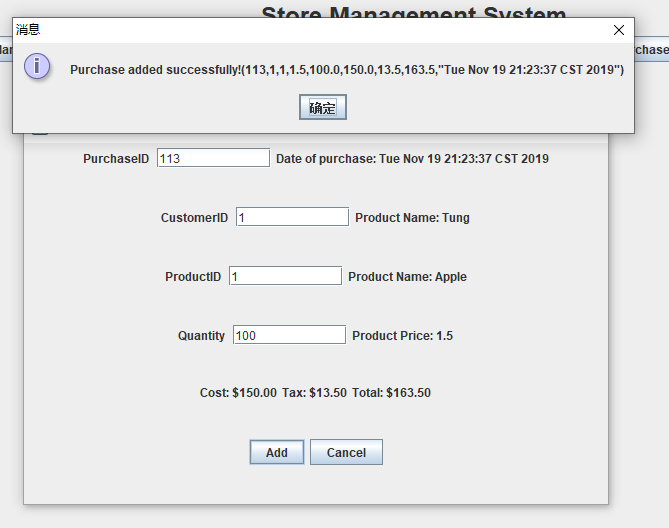 Store Management System
消息
Purchase added successfully!(113,1,1,1.5,100.0,150.0,13.5,163.5,"Tue Nov 19 21:23:37 CST 2019")
确定
PurchaseID 113 Date of purchase: Tue Nov 19 21:23:37 CST 2019
CustomerID 1 Product Name: Tung
ProductID 1 Product Name: Apple
Quantity 100 Product Price: 1.5
Cost: $150.00 Tax: $13.50 Total: $163.50
Add Cancel